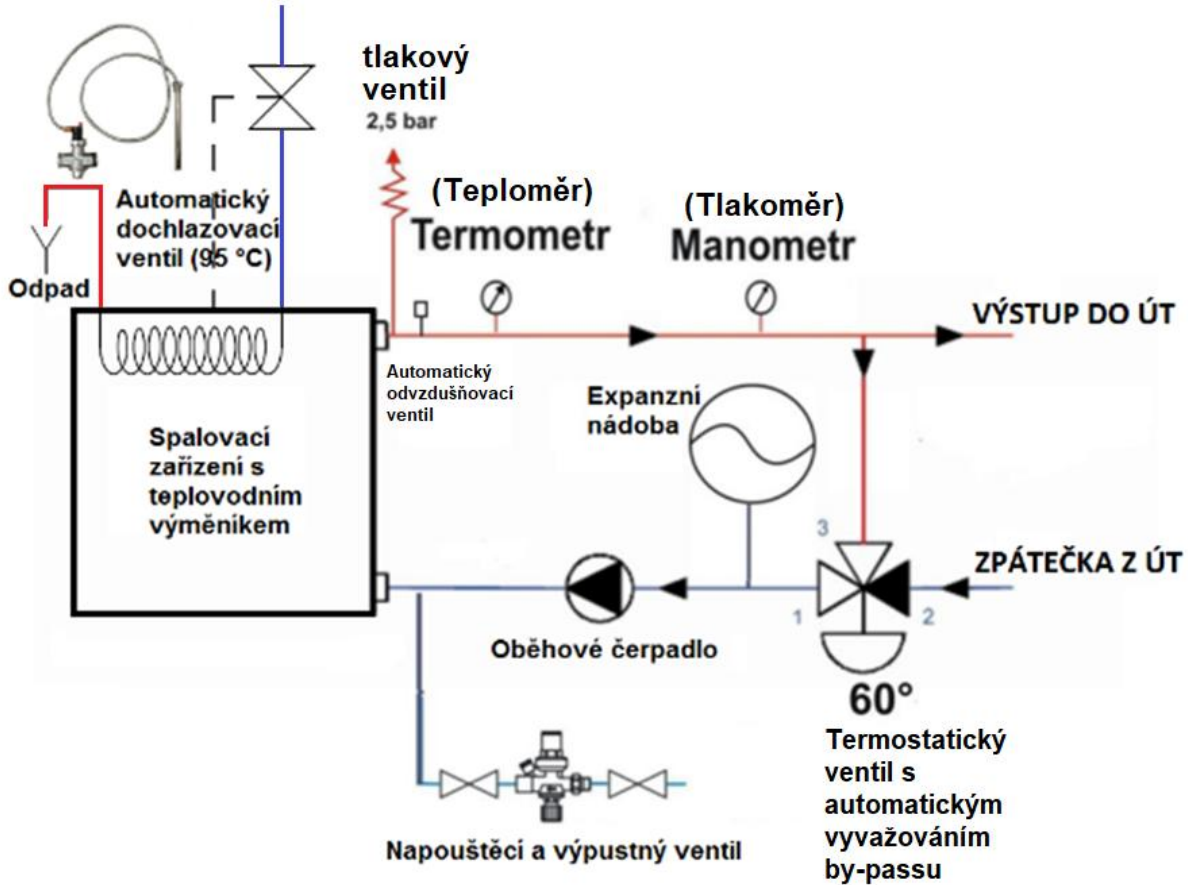 tlakový
ventil
2,5 bar
(Teploměr)
Termometr
(Tlakoměr)
Manometr
Automatický
dochlazovací
ventil (95 °C)
Odpad
VÝSTUP DO ÚT
Automatický
odvzdušňovací
ventil
Expanzní
nádoba
Spalovací
zařízení s
teplovodním
výměníkem
3
ZPÁTEČKA Z ÚT
1
2
Oběhové čerpadlo
60°
Termostatický
ventil s
automatickým
vyvažováním
by-passu
Napouštěcí a výpustný ventil